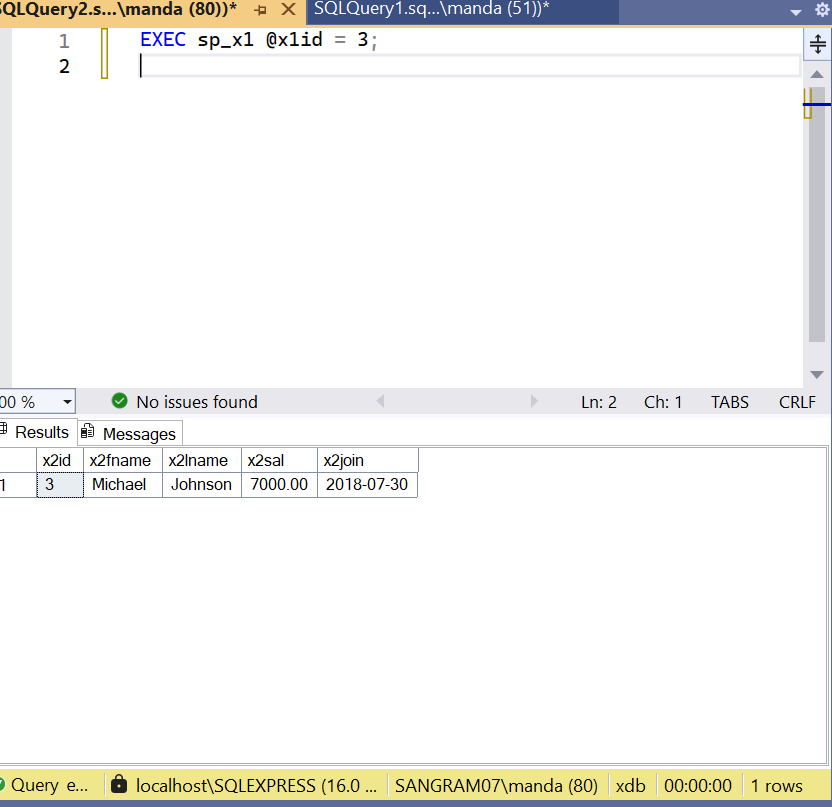 SQLQuery2.s...\manda (80))*
SQLQuery1.sq...\manda (51))*
1 EXEC sp_x1 @x1id = 3;
2
00 % No issues found Ln: 2 Ch: 1 TABS CRLF
Results Messages
x2id x2fname x2lname x2sal x2join
1 3 Michael Johnson 7000.00 2018-07-30
Query e... localhost\SQLEXPRESS (16.0 ... SANGRAM07\manda (80) xdb 00:00:00 1 rows